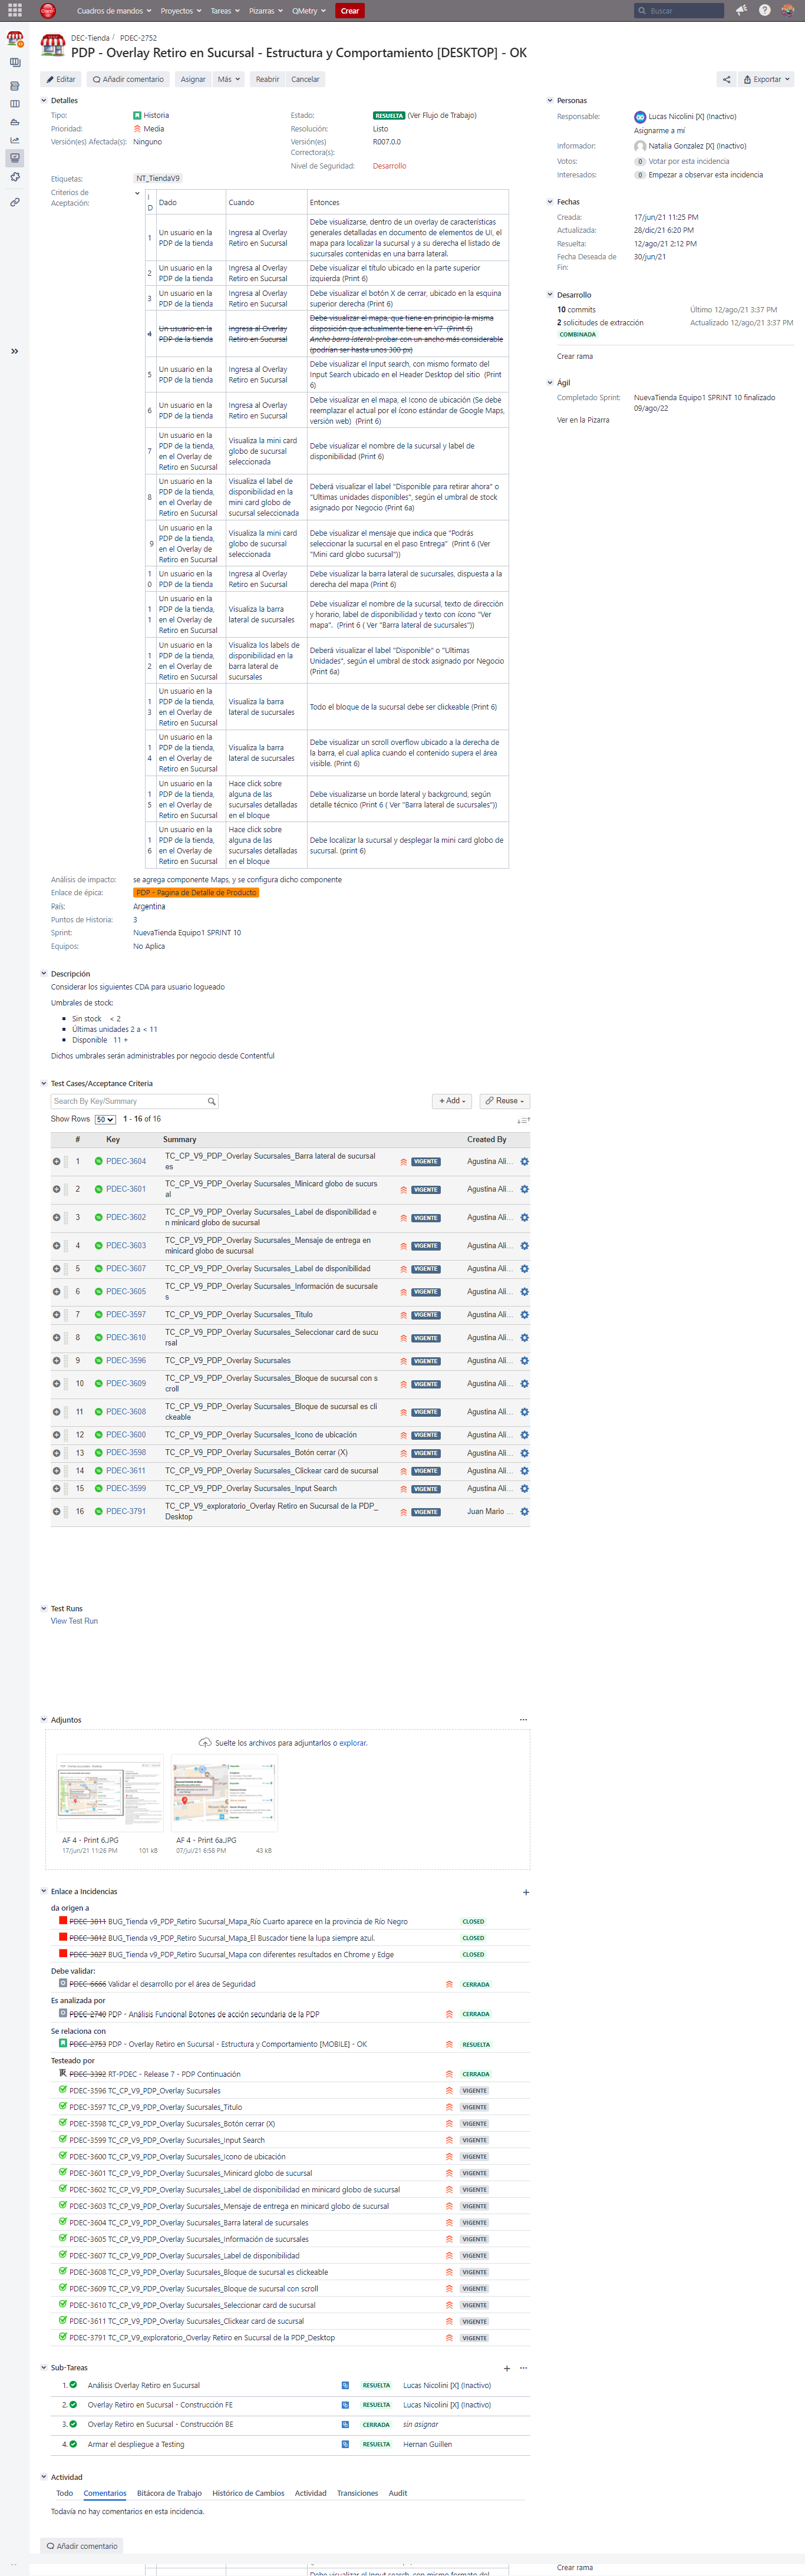 Cuadros de mandos Proyectos Tareas Pizarras QMetry Crear Buscar
DEC-Tienda / PDEC-2752
PDP - Overlay Retiro en Sucursal - Estructura y Comportamiento [DESKTOP] - OK
Editar Añadir comentario Asignar Más Reabrir Cancelar Exportar
Detalles
Tipo: Historia
Prioridad: Media
Versión(es) Afectada(s): Ninguno
Estado: RESUELTA (Ver Flujo de Trabajo)
Resolución: Listo
Versión(es) Correctora(s): R007.0.0
Nivel de Seguridad: Desarrollo
Etiquetas: NT_TiendaV9
Criterios de Aceptación:
ID Dado Cuando Entonces
1 Un usuario en la PDP de la tienda Ingresa al Overlay Retiro en Sucursal Debe visualizarse, dentro de un overlay de características generales detalladas en documento de elementos de UI, el mapa para localizar la sucursal y a su derecha el listado de sucursales contenidas en una barra lateral.
2 Un usuario en la PDP de la tienda Ingresa al Overlay Retiro en Sucursal Debe visualizar el título ubicado en la parte superior izquierda (Print 6)
3 Un usuario en la PDP de la tienda Ingresa al Overlay Retiro en Sucursal Debe visualizar el botón X de cerrar, ubicado en la esquina superior derecha (Print 6)
4 Un usuario en la PDP de la tienda Ingresa al Overlay Retiro en Sucursal Debe visualizar el mapa, que tiene en principio la misma disposición que actualmente tiene en V7 (Print 6) Ancho barra lateral: probar con un ancho más considerable (podrían ser hasta unos 300 px)
5 Un usuario en la PDP de la tienda Ingresa al Overlay Retiro en Sucursal Debe visualizar el Input search, con mismo formato del Input Search ubicado en el Header Desktop del sitio (Print 6)
6 Un usuario en la PDP de la tienda Ingresa al Overlay Retiro en Sucursal Debe visualizar en el mapa, el Icono de ubicación (Se debe reemplazar el actual por el ícono estándar de Google Maps, versión web) (Print 6)
7 Un usuario en la PDP de la tienda, en el Overlay de Retiro en Sucursal Visualiza la mini card globo de sucursal seleccionada Debe visualizar el nombre de la sucursal y label de disponibilidad (Print 6)
8 Un usuario en la PDP de la tienda, en el Overlay de Retiro en Sucursal Visualiza el label de disponibilidad en la mini card globo de sucursal seleccionada Deberá visualizar el label "Disponible para retirar ahora" o "Ultimas unidades disponibles", según el umbral de stock asignado por Negocio (Print 6a)
9 Un usuario en la PDP de la tienda, en el Overlay de Retiro en Sucursal Visualiza la mini card globo de sucursal seleccionada Debe visualizar el mensaje que indica que "Podrás seleccionar la sucursal en el paso Entrega" (Print 6 (Ver "Mini card globo sucursal"))
10 Un usuario en la PDP de la tienda Ingresa al Overlay Retiro en Sucursal Debe visualizar la barra lateral de sucursales, dispuesta a la derecha del mapa (Print 6)
11 Un usuario en la PDP de la tienda, en el Overlay de Retiro en Sucursal Visualiza la barra lateral de sucursales Debe visualizar el nombre de la sucursal, texto de dirección y horario, label de disponibilidad y texto con ícono "Ver mapa". (Print 6 ( Ver "Barra lateral de sucursales"))
12 Un usuario en la PDP de la tienda, en el Overlay de Retiro en Sucursal Visualiza los labels de disponibilidad en la barra lateral de sucursales Deberá visualizar el label "Disponible" o "Ultimas Unidades", según el umbral de stock asignado por Negocio (Print 6a)
13 Un usuario en la PDP de la tienda, en el Overlay de Retiro en Sucursal Visualiza la barra lateral de sucursales Todo el bloque de la sucursal debe ser clickeable (Print 6)
14 Un usuario en la PDP de la tienda, en el Overlay de Retiro en Sucursal Visualiza la barra lateral de sucursales Debe visualizar un scroll overflow ubicado a la derecha de la barra, el cual aplica cuando el contenido supera el área visible. (Print 6)
15 Un usuario en la PDP de la tienda, en el Overlay de Retiro en Sucursal Hace click sobre alguna de las sucursales detalladas en el bloque Debe visualizarse un borde lateral y background, según detalle técnico (Print 6 ( Ver "Barra lateral de sucursales"))
16 Un usuario en la PDP de la tienda, en el Overlay de Retiro en Sucursal Hace click sobre alguna de las sucursales detalladas en el bloque Debe localizar la sucursal y desplegar la mini card globo de sucursal. (print 6)
Análisis de impacto: se agrega componente Maps, y se configura dicho componente
Enlace de épica: PDP - Pagina de Detalle de Producto
País: Argentina
Puntos de Historia: 3
Sprint: NuevaTienda Equipo1 SPRINT 10
Equipos: No Aplica
Personas
Responsable: Lucas Nicolini [X] (Inactivo)
Asignarme a mí
Informador: Natalia Gonzalez [X] (Inactivo)
Votos: 0 Votar por esta incidencia
Interesados: 0 Empezar a observar esta incidencia
Fechas
Creada: 17/jun/21 11:25 PM
Actualizada: 28/dic/21 6:20 PM
Resuelta: 12/ago/21 2:12 PM
Fecha Deseada de Fin: 30/jun/21
Desarrollo
10 commits Último 12/ago/21 3:37 PM
2 solicitudes de extracción Actualizado 12/ago/21 3:37 PM
COMBINADA
Crear rama
Ágil
Completado Sprint: NuevaTienda Equipo1 SPRINT 10 finalizado 09/ago/22
Ver en la Pizarra
Descripción
Considerar los siguientes CDA para usuario logueado
Umbrales de stock:
Sin stock < 2
Últimas unidades 2 a < 11
Disponible 11 +
Dichos umbrales serán administrables por negocio desde Contentful
Test Cases/Acceptance Criteria
Search By Key/Summary + Add Reuse
Show Rows 50 1 - 16 of 16
# Key Summary Created By
1 PDEC-3604 TC_CP_V9_PDP_Overlay Sucursales_Barra lateral de sucursales VIGENTE Agustina Ali...
2 PDEC-3601 TC_CP_V9_PDP_Overlay Sucursales_Minicard globo de sucursal VIGENTE Agustina Ali...
3 PDEC-3602 TC_CP_V9_PDP_Overlay Sucursales_Label de disponibilidad en minicard globo de sucursal VIGENTE Agustina Ali...
4 PDEC-3603 TC_CP_V9_PDP_Overlay Sucursales_Mensaje de entrega en minicard globo de sucursal VIGENTE Agustina Ali...
5 PDEC-3607 TC_CP_V9_PDP_Overlay Sucursales_Label de disponibilidad VIGENTE Agustina Ali...
6 PDEC-3605 TC_CP_V9_PDP_Overlay Sucursales_Información de sucursales VIGENTE Agustina Ali...
7 PDEC-3597 TC_CP_V9_PDP_Overlay Sucursales_Titulo VIGENTE Agustina Ali...
8 PDEC-3610 TC_CP_V9_PDP_Overlay Sucursales_Seleccionar card de sucursal VIGENTE Agustina Ali...
9 PDEC-3596 TC_CP_V9_PDP_Overlay Sucursales VIGENTE Agustina Ali...
10 PDEC-3609 TC_CP_V9_PDP_Overlay Sucursales_Bloque de sucursal con scroll VIGENTE Agustina Ali...
11 PDEC-3608 TC_CP_V9_PDP_Overlay Sucursales_Bloque de sucursal es clickeable VIGENTE Agustina Ali...
12 PDEC-3600 TC_CP_V9_PDP_Overlay Sucursales_Icono de ubicación VIGENTE Agustina Ali...
13 PDEC-3598 TC_CP_V9_PDP_Overlay Sucursales_Botón cerrar (X) VIGENTE Agustina Ali...
14 PDEC-3611 TC_CP_V9_PDP_Overlay Sucursales_Clickear card de sucursal VIGENTE Agustina Ali...
15 PDEC-3599 TC_CP_V9_PDP_Overlay Sucursales_Input Search VIGENTE Agustina Ali...
16 PDEC-3791 TC_CP_V9_exploratorio_Overlay Retiro en Sucursal de la PDP_Desktop VIGENTE Juan Mario ...
Test Runs
View Test Run
Adjuntos
Suelte los archivos para adjuntarlos o explorar.
AF 4 - Print 6.JPG
17/jun/21 11:26 PM 101 kB
AF 4 - Print 6a.JPG
07/jul/21 6:58 PM 43 kB
Enlace a Incidencias
da origen a
PDEC-3811 BUG_Tienda v9_PDP_Retiro Sucursal_Mapa_Río Cuarto aparece en la provincia de Río Negro CLOSED
PDEC-3812 BUG_Tienda v9_PDP_Retiro Sucursal_Mapa_El Buscador tiene la lupa siempre azul. CLOSED
PDEC-3827 BUG_Tienda v9_PDP_Retiro Sucursal_Mapa con diferentes resultados en Chrome y Edge CLOSED
Debe validar:
PDEC-6666 Validar el desarrollo por el área de Seguridad CERRADA
Es analizada por
PDEC-2740 PDP - Análisis Funcional Botones de acción secundaria de la PDP CERRADA
Se relaciona con
PDEC-2753 PDP - Overlay Retiro en Sucursal - Estructura y Comportamiento [MOBILE] - OK RESUELTA
Testeado por
PDEC-3392 RT-PDEC - Release 7 - PDP Continuación CERRADA
PDEC-3596 TC_CP_V9_PDP_Overlay Sucursales VIGENTE
PDEC-3597 TC_CP_V9_PDP_Overlay Sucursales_Titulo VIGENTE
PDEC-3598 TC_CP_V9_PDP_Overlay Sucursales_Botón cerrar (X) VIGENTE
PDEC-3599 TC_CP_V9_PDP_Overlay Sucursales_Input Search VIGENTE
PDEC-3600 TC_CP_V9_PDP_Overlay Sucursales_Icono de ubicación VIGENTE
PDEC-3601 TC_CP_V9_PDP_Overlay Sucursales_Minicard globo de sucursal VIGENTE
PDEC-3602 TC_CP_V9_PDP_Overlay Sucursales_Label de disponibilidad en minicard globo de sucursal VIGENTE
PDEC-3603 TC_CP_V9_PDP_Overlay Sucursales_Mensaje de entrega en minicard globo de sucursal VIGENTE
PDEC-3604 TC_CP_V9_PDP_Overlay Sucursales_Barra lateral de sucursales VIGENTE
PDEC-3605 TC_CP_V9_PDP_Overlay Sucursales_Información de sucursales VIGENTE
PDEC-3607 TC_CP_V9_PDP_Overlay Sucursales_Label de disponibilidad VIGENTE
PDEC-3608 TC_CP_V9_PDP_Overlay Sucursales_Bloque de sucursal es clickeable VIGENTE
PDEC-3609 TC_CP_V9_PDP_Overlay Sucursales_Bloque de sucursal con scroll VIGENTE
PDEC-3610 TC_CP_V9_PDP_Overlay Sucursales_Seleccionar card de sucursal VIGENTE
PDEC-3611 TC_CP_V9_PDP_Overlay Sucursales_Clickear card de sucursal VIGENTE
PDEC-3791 TC_CP_V9_exploratorio_Overlay Retiro en Sucursal de la PDP_Desktop VIGENTE
Sub-Tareas
1. Análisis Overlay Retiro en Sucursal RESUELTA Lucas Nicolini [X] (Inactivo)
2. Overlay Retiro en Sucursal - Construcción FE RESUELTA Lucas Nicolini [X] (Inactivo)
3. Overlay Retiro en Sucursal - Construcción BE CERRADA sin asignar
4. Armar el despliegue a Testing RESUELTA Hernan Guillen
Actividad
Todo Comentarios Bitácora de Trabajo Histórico de Cambios Actividad Transiciones Audit
Todavía no hay comentarios en esta incidencia.
Añadir comentario
Crear rama